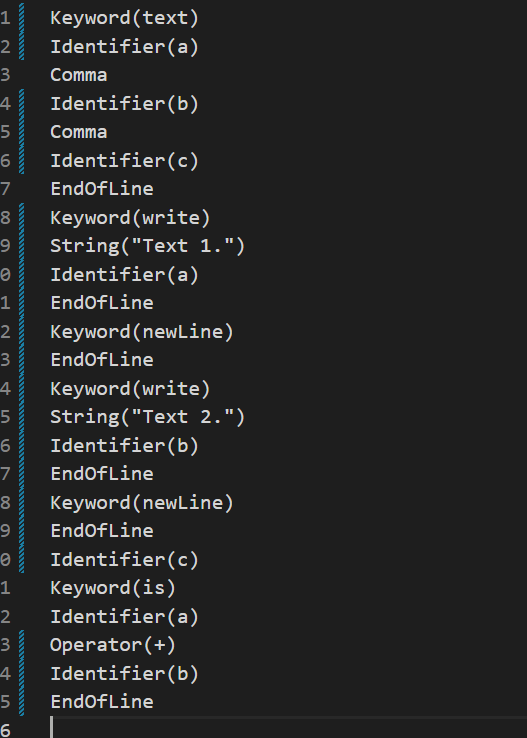 1 Keyword(text)
2 Identifier(a)
3 Comma
4 Identifier(b)
5 Comma
6 Identifier(c)
7 EndOfLine
8 Keyword(write)
9 String("Text 1.")
0 Identifier(a)
1 EndOfLine
2 Keyword(newLine)
3 EndOfLine
4 Keyword(write)
5 String("Text 2.")
6 Identifier(b)
7 EndOfLine
8 Keyword(newLine)
9 EndOfLine
0 Identifier(c)
1 Keyword(is)
2 Identifier(a)
3 Operator(+)
4 Identifier(b)
5 EndOfLine
6